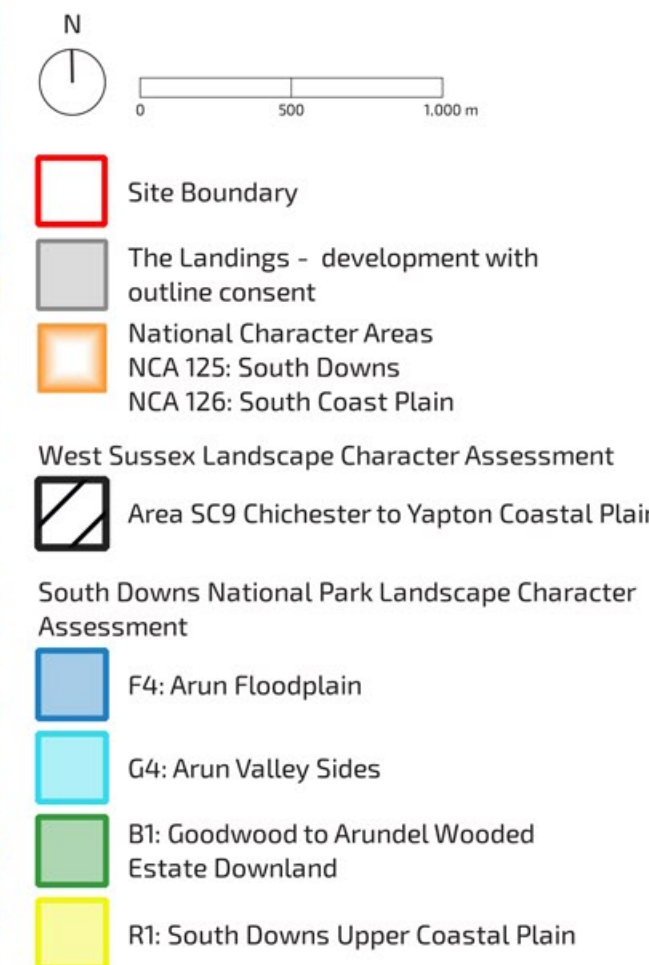 N
0 500 1.000 m
Site Boundary
The Landings - development with
outline consent
National Character Areas
NCA 125: South Downs
NCA 126: South Coast Plain
West Sussex Landscape Character Assessment
Area SC9 Chichester to Yapton Coastal Plain
South Downs National Park Landscape Character
Assessment
F4: Arun Floodplain
G4: Arun Valley Sides
B1: Goodwood to Arundel Wooded
Estate Downland
R1: South Downs Upper Coastal Plain